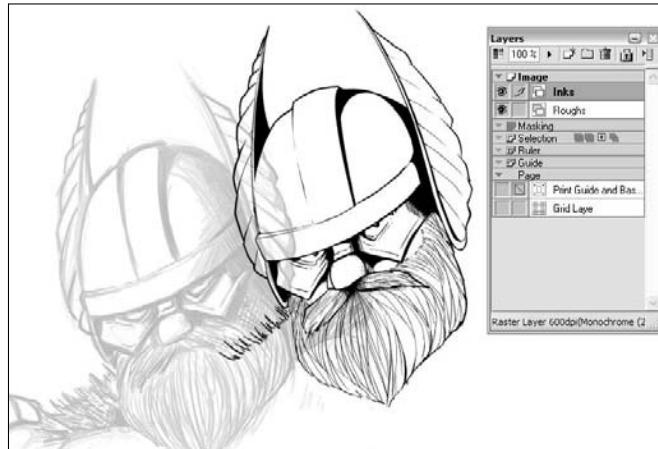 Layers
100 %
Image
Inks
Roughs
Masking
Selection
Ruler
Guide
Page
Print Guide and Bas...
Grid Laye
Raster Layer 600dpi(Monochrome (2